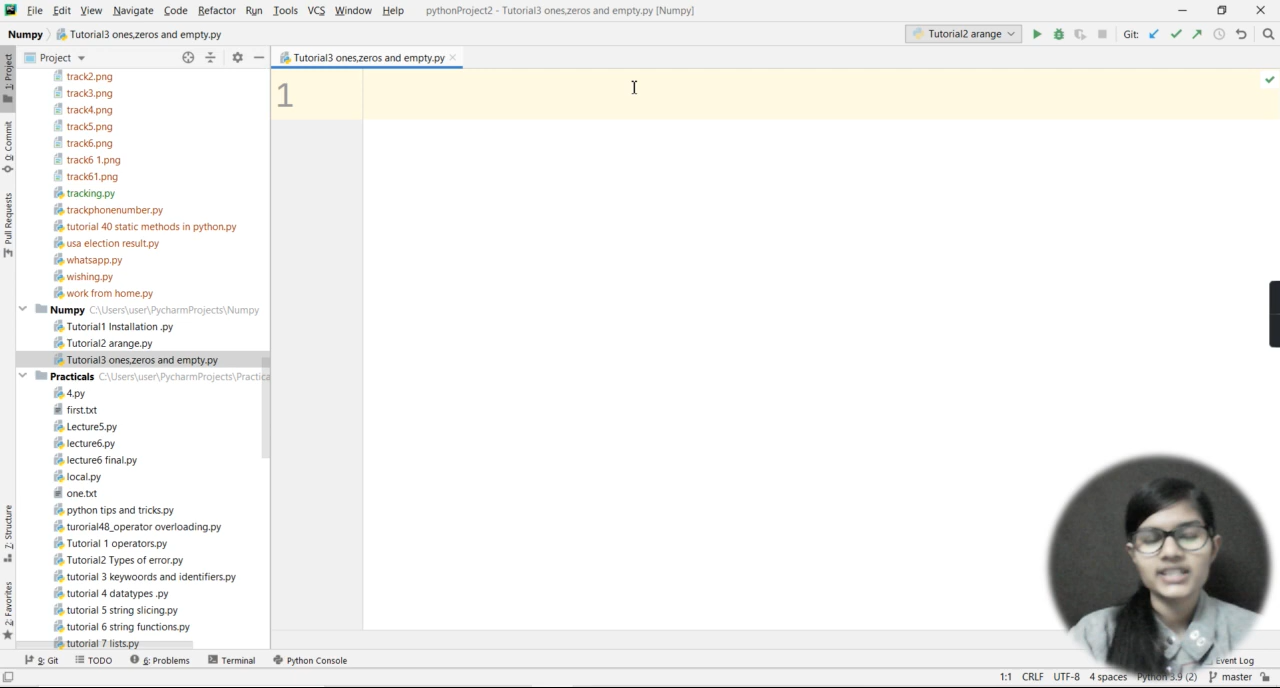 File Edit View Navigate Code Refactor Run Tools VCS Window Help pythonProject2 - Tutorial3 ones,zeros and empty.py [Numpy]
Numpy Tutorial3 ones,zeros and empty.py Tutorial2 arange Git:
Project Tutorial3 ones,zeros and empty.py
1: Project
0: Commit
Pull Requests
7: Structure
2: Favorites
track2.png
track3.png
track4.png
track5.png
track6.png
track6 1.png
track61.png
tracking.py
trackphonenumber.py
tutorial 40 static methods in python.py
usa election result.py
whatsapp.py
wishing.py
work from home.py
Numpy C:\Users\user\PycharmProjects\Numpy
Tutorial1 Installation .py
Tutorial2 arange.py
Tutorial3 ones,zeros and empty.py
Practicals C:\Users\user\PycharmProjects\Practica
4.py
first.txt
Lecture5.py
lecture6.py
lecture6 final.py
local.py
one.txt
python tips and tricks.py
turorial48_operator overloading.py
Tutorial 1 operators.py
Tutorial2 Types of error.py
tutorial 3 keywoords and identifiers.py
tutorial 4 datatypes .py
tutorial 5 string slicing.py
tutorial 6 string functions.py
tutorial 7 lists.py
1
9: Git TODO 6: Problems Terminal Python Console Event Log
1:1 CRLF UTF-8 4 spaces Python 3.9 (2) master